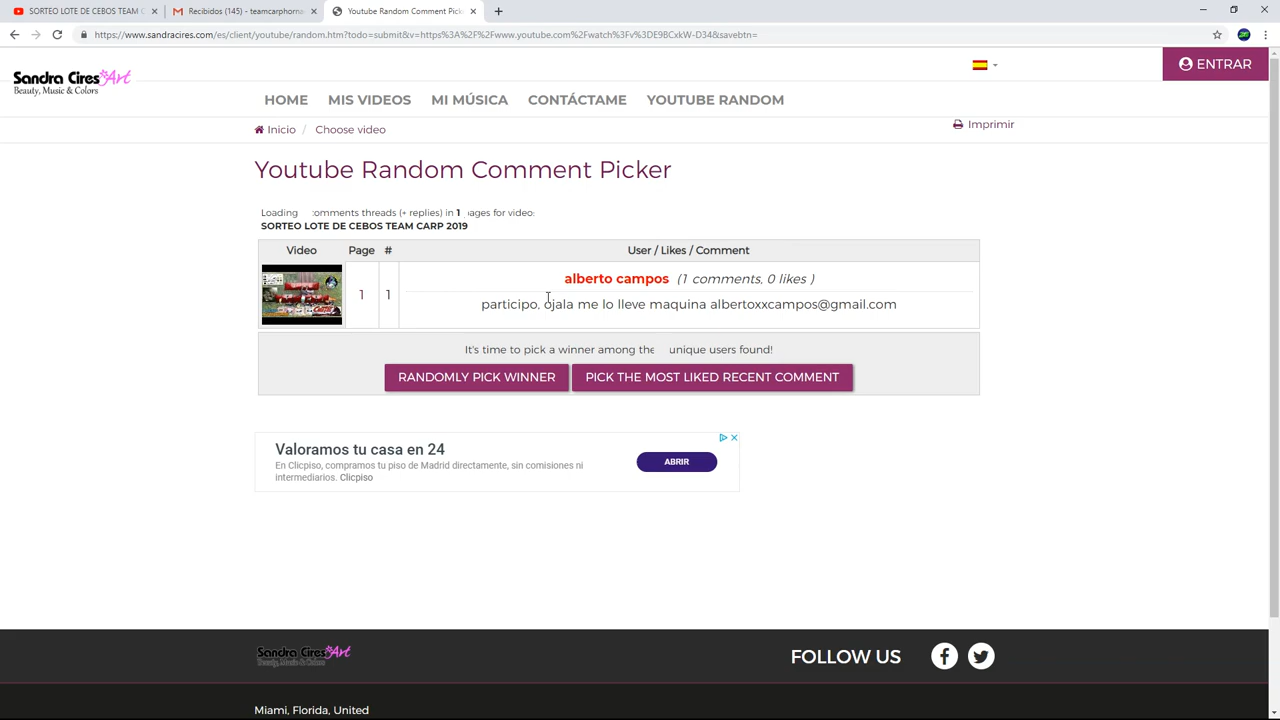 SORTEO LOTE DE CEBOS TEAM C
Recibidos (145) - teamcarphorna
Youtube Random Comment Pick
https://www.sandracires.com/es/client/youtube/random.htm?todo=submit&v=https%3A%2F%2Fwww.youtube.com%2Fwatch%3Fv%3DE9BCxkW-D34&savebtn=
Sandra Cires Art
Beauty, Music & Colors
ENTRAR
HOME
MIS VIDEOS
MI MÚSICA
CONTÁCTAME
YOUTUBE RANDOM
Inicio / Choose video
Imprimir
Youtube Random Comment Picker
Loading comments threads (+ replies) in 1 pages for video:
SORTEO LOTE DE CEBOS TEAM CARP 2019
Video Page # User / Likes / Comment
1 1
alberto campos (1 comments, 0 likes )
participo, ojala me lo lleve maquina albertoxxcampos@gmail.com
It's time to pick a winner among the unique users found!
RANDOMLY PICK WINNER
PICK THE MOST LIKED RECENT COMMENT
Valoramos tu casa en 24
En Clicpiso, compramos tu piso de Madrid directamente, sin comisiones ni
intermediarios. Clicpiso
ABRIR
Sandra Cires Art
Beauty, Music & Colors
FOLLOW US
Miami, Florida, United